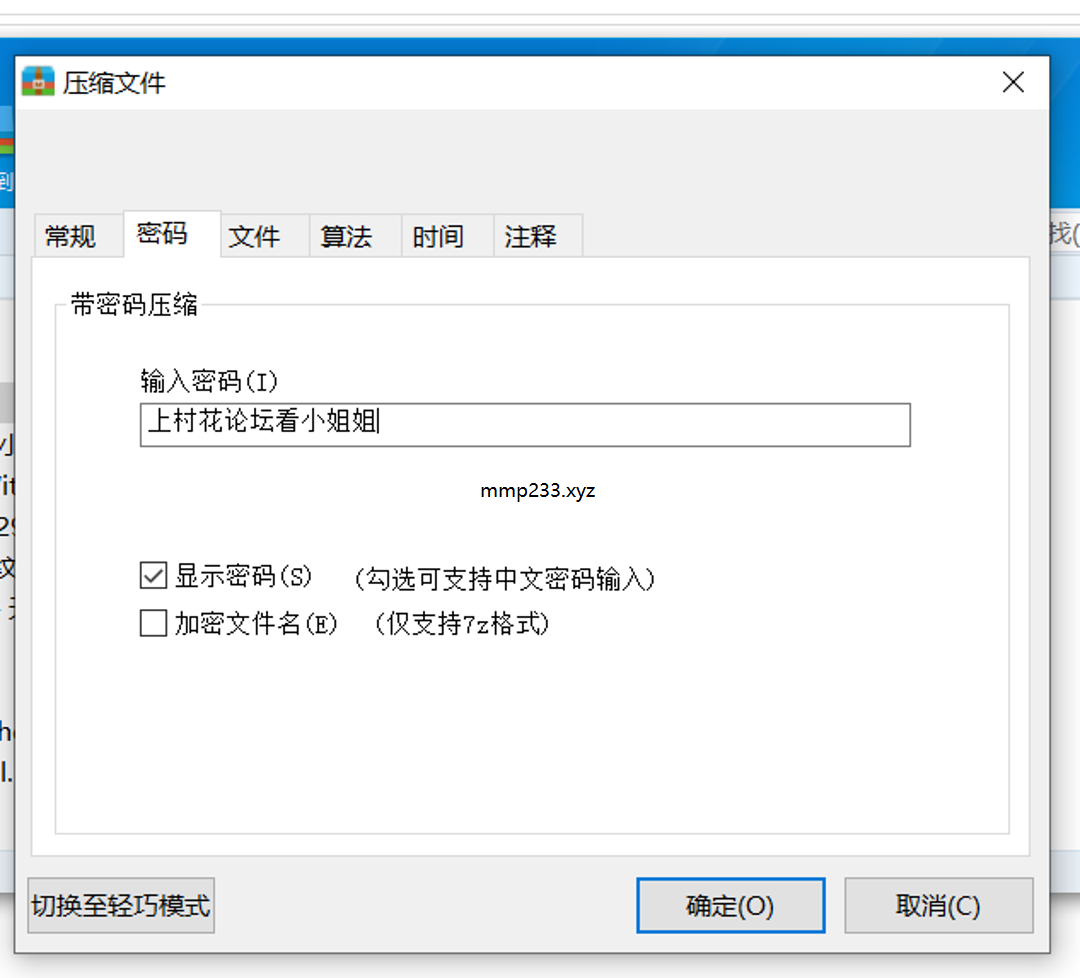 压缩文件
到
常规 密码 文件 算法 时间 注释
找(
带密码压缩
输入密码(I)
上村花论坛看小姐姐
mmp233.xyz
显示密码(S) (勾选可支持中文密码输入)
加密文件名(E) (仅支持7z格式)
切换至轻巧模式 确定(O) 取消(C)